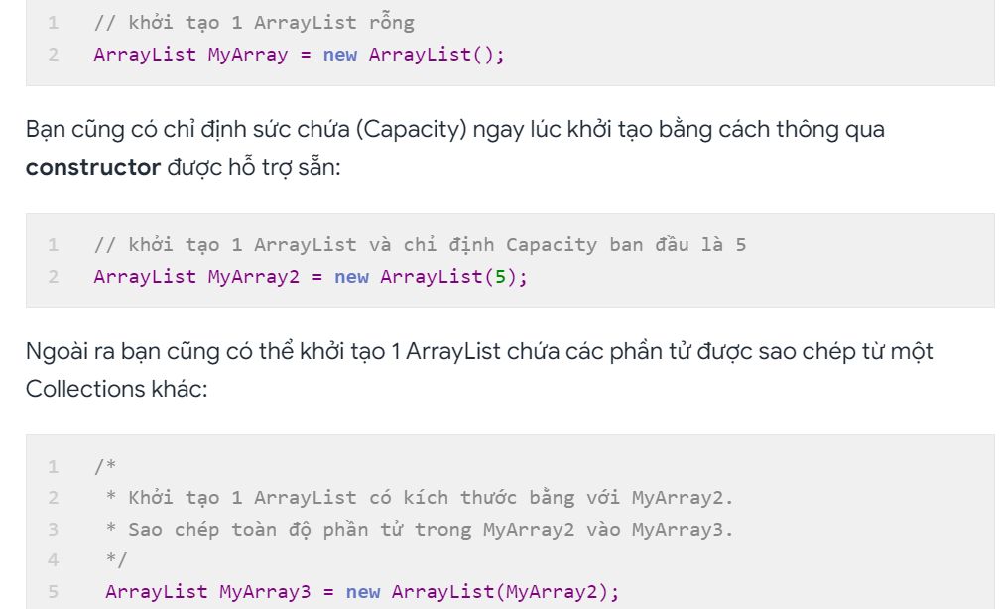 1 // khởi tạo 1 ArrayList rỗng
2 ArrayList MyArray = new ArrayList();
Bạn cũng có chỉ định sức chứa (Capacity) ngay lúc khởi tạo bằng cách thông qua
constructor được hỗ trợ sẵn:
1 // khởi tạo 1 ArrayList và chỉ định Capacity ban đầu là 5
2 ArrayList MyArray2 = new ArrayList(5);
Ngoài ra bạn cũng có thể khởi tạo 1 ArrayList chứa các phần tử được sao chép từ một
Collections khác:
1 /*
2 * Khởi tạo 1 ArrayList có kích thước bằng với MyArray2.
3 * Sao chép toàn độ phần tử trong MyArray2 vào MyArray3.
4 */
5 ArrayList MyArray3 = new ArrayList(MyArray2);